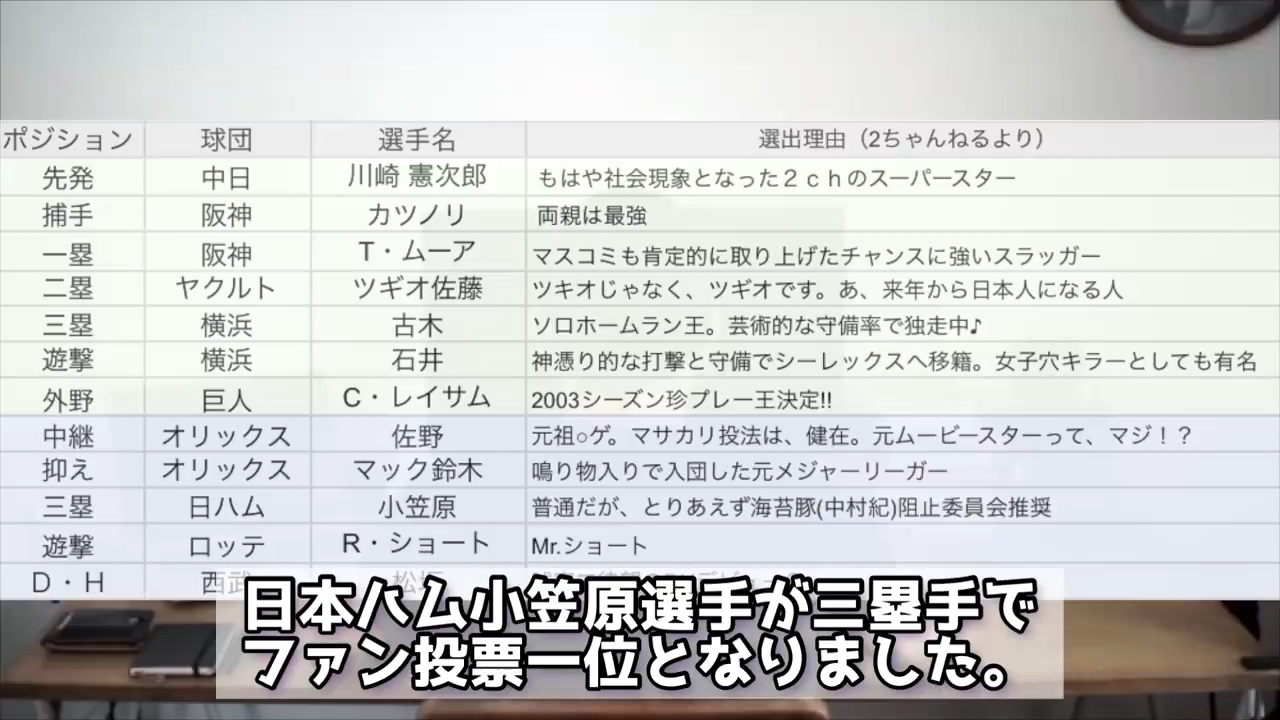 ポジション 球団 選手名 選出理由（2ちゃんねるより）
先発 中日 川崎 憲次郎 もはや社会現象となった２ｃｈのスーパースター
捕手 阪神 カツノリ 両親は最強
一塁 阪神 T・ムーア マスコミも肯定的に取り上げたチャンスに強いスラッガー
二塁 ヤクルト ツギオ佐藤 ツキオじゃなく、ツギオです。あ、来年から日本人になる人
三塁 横浜 古木 ソロホームラン王。芸術的な守備率で独走中♪
遊撃 横浜 石井 神憑り的な打撃と守備でシーレックスへ移籍。女子穴キラーとしても有名
外野 巨人 C・レイサム 2003シーズン珍プレー王決定!!
中継 オリックス 佐野 元祖○ゲ。マサカリ投法は、健在。元ムービースターって、マジ！？
抑え オリックス マック鈴木 鳴り物入りで入団した元メジャーリーガー
三塁 日ハム 小笠原 普通だが、とりあえず海苔豚(中村紀)阻止委員会推奨
遊撃 ロッテ R・ショート Mr.ショート
D・H 西武 松坂
日本ハム小笠原選手が三塁手で
ファン投票一位となりました。